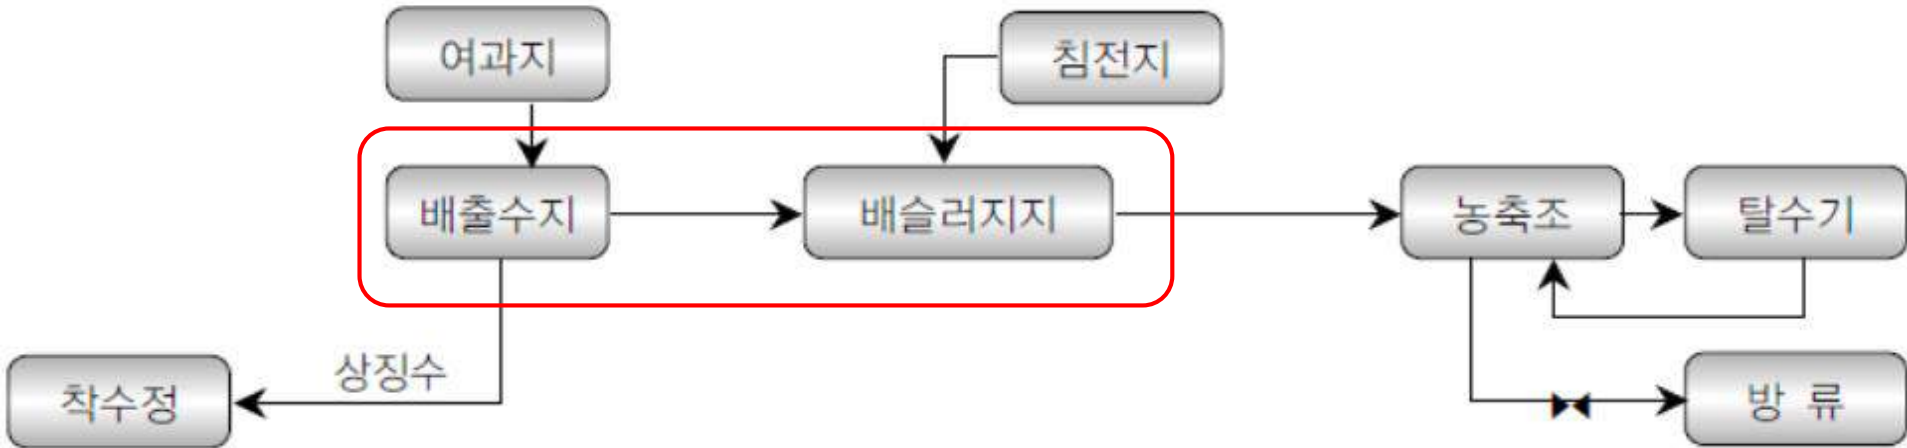 여과지
침전지
배출수지
배슬러지지
농축조
탈수기
상징수
착수정
방 류